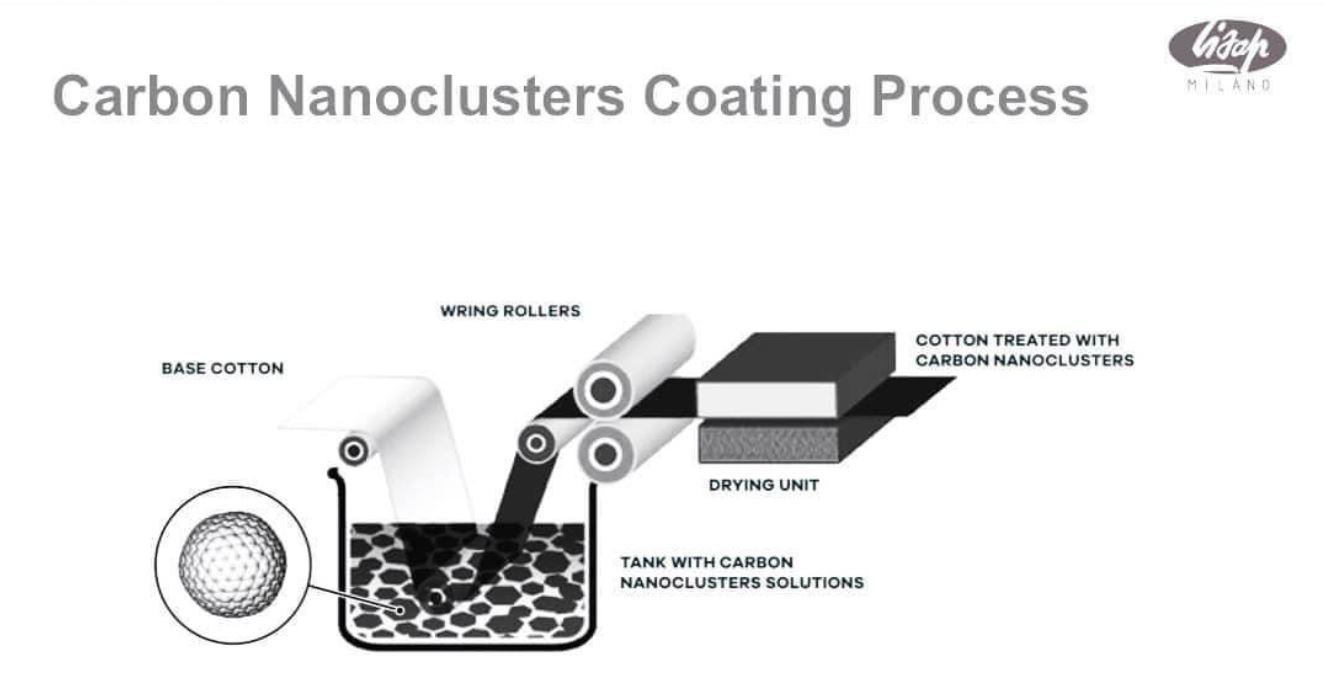 Lisap
MILANO
Carbon Nanoclusters Coating Process
WRING ROLLERS
BASE COTTON
COTTON TREATED WITH
CARBON NANOCLUSTERS
DRYING UNIT
TANK WITH CARBON
NANOCLUSTERS SOLUTIONS